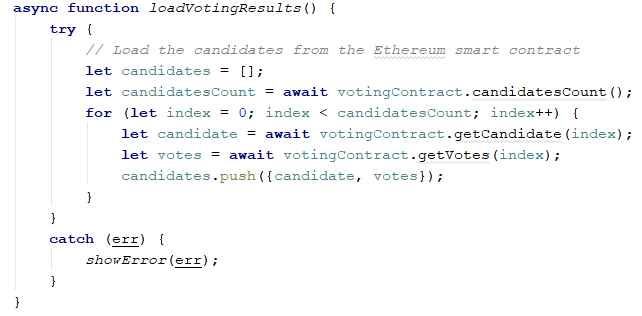 async function loadVotingResults() {
    try {
        // Load the candidates from the Ethereum smart contract
        let candidates = [];
        let candidatesCount = await votingContract.candidatesCount();
        for (let index = 0; index < candidatesCount; index++) {
            let candidate = await votingContract.getCandidate(index);
            let votes = await votingContract.getVotes(index);
            candidates.push({candidate, votes});
        }
    }
    catch (err) {
        showError(err);
    }
}